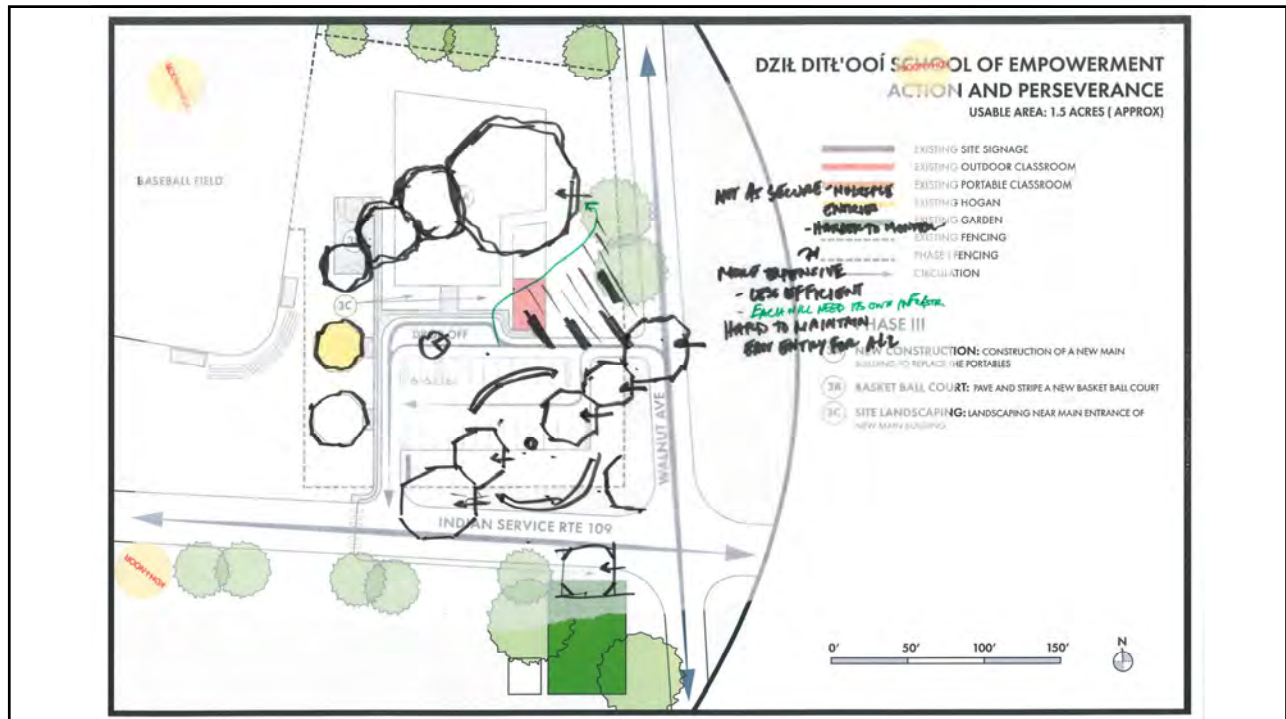 DZIŁ DITŁ'OOÍ SCHOOL OF EMPOWERMENT
ACTION AND PERSEVERANCE
USABLE AREA: 1.5 ACRES ( APPROX)
EXISTING SITE SIGNAGE
EXISTING OUTDOOR CLASSROOM
EXISTING PORTABLE CLASSROOM
EXISTING HOGAN
EXISTING GARDEN
EXISTING FENCING
PHASE I FENCING
CIRCULATION
NOT AS SECURE - MULTIPLE
ENTRIES
- HARDER TO MONITOR
MORE EXPENSIVE
- LESS EFFICIENT
- EACH WILL NEED ITS OWN
HARD TO MAINTAIN
EASY ENTRY FOR ALL
PHASE III
NEW CONSTRUCTION: CONSTRUCTION OF A NEW MAIN
BUILDING TO REPLACE THE PORTABLES
3B BASKET BALL COURT: PAVE AND STRIPE A NEW BASKET BALL COURT
3C SITE LANDSCAPING: LANDSCAPING NEAR MAIN ENTRANCE OF
NEW MAIN BUILDING
BASEBALL FIELD
3C
DROP OFF
WALNUT AVE
INDIAN SERVICE RTE 109
0' 50' 100' 150'
N